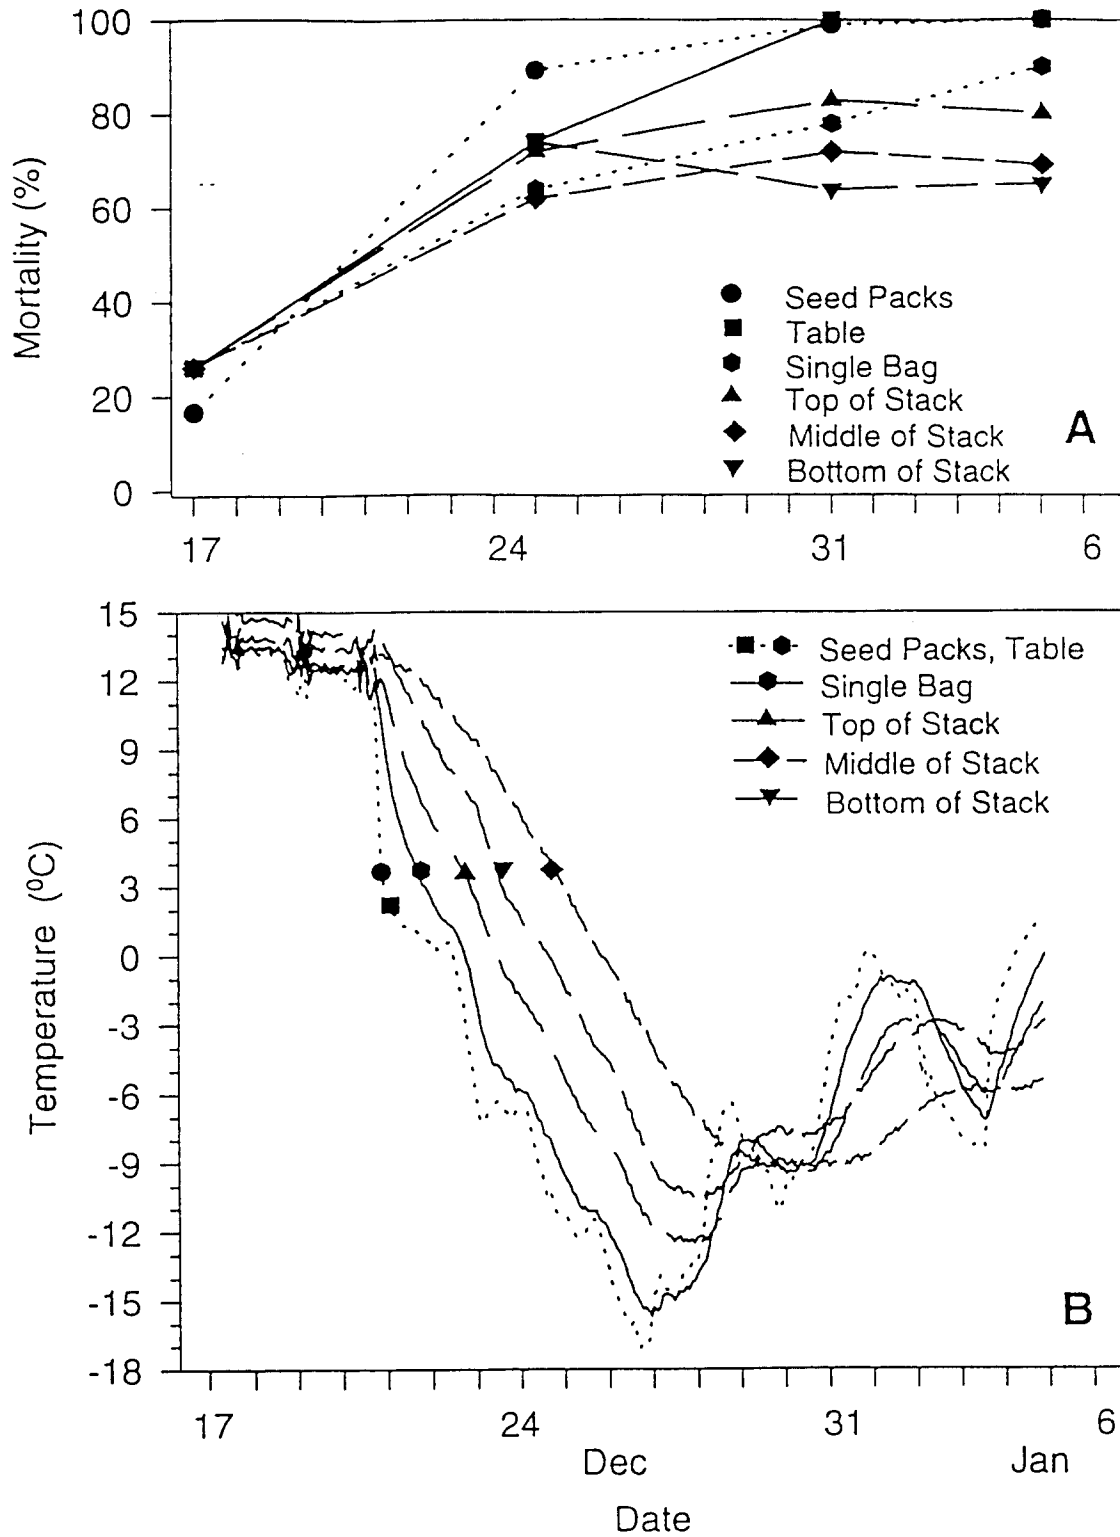 100
80
60
40
20
0
Mortality (%)
Seed Packs
Table
Single Bag
Top of Stack
Middle of Stack
Bottom of Stack
A
17 24 31 6
15
12
9
6
3
0
-3
-6
-9
-12
-15
-18
Temperature (ºC)
Seed Packs, Table
Single Bag
Top of Stack
Middle of Stack
Bottom of Stack
B
17 24 31 6
Dec Jan
Date